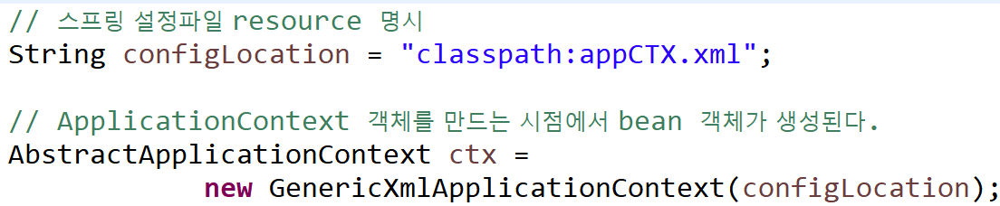 // 스프링 설정파일 resource 명시
String configLocation = "classpath:appCTX.xml";
// ApplicationContext 객체를 만드는 시점에서 bean 객체가 생성된다.
AbstractApplicationContext ctx =
new GenericXmlApplicationContext(configLocation);